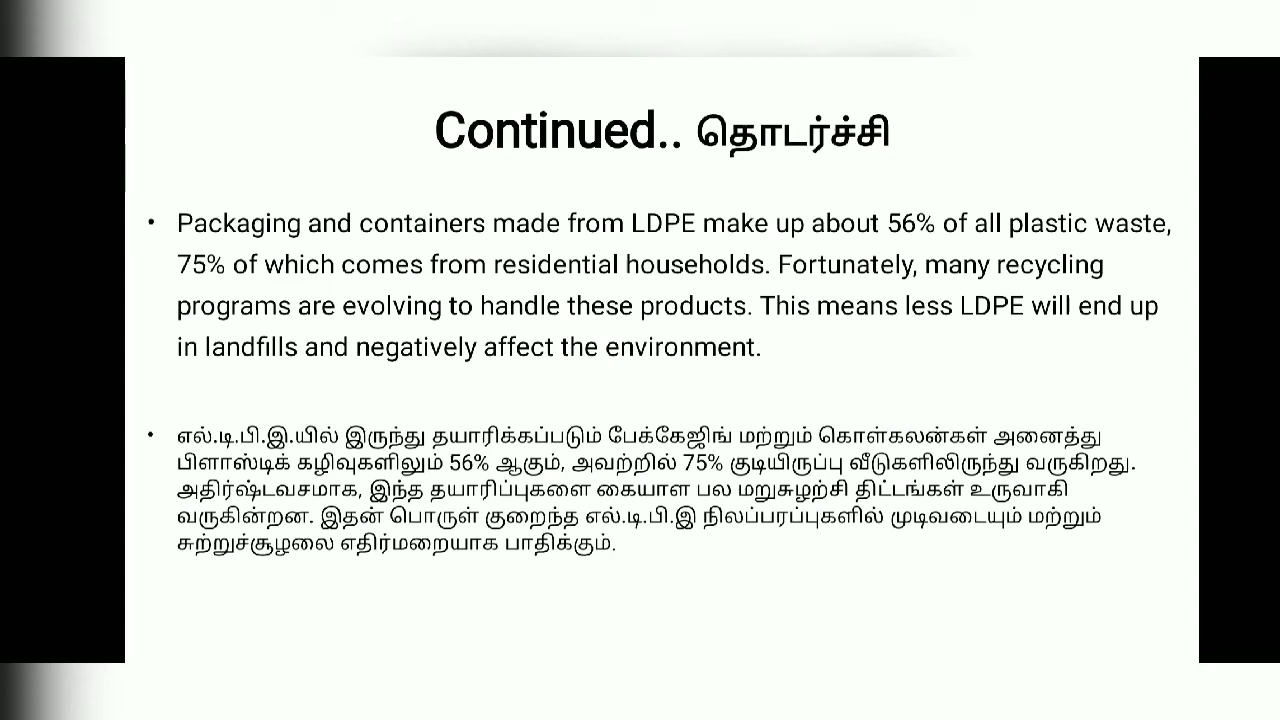 Continued.. தொடர்ச்சி
• Packaging and containers made from LDPE make up about 56% of all plastic waste,
75% of which comes from residential households. Fortunately, many recycling
programs are evolving to handle these products. This means less LDPE will end up
in landfills and negatively affect the environment.
• எல்.டி.பி.இ.யில் இருந்து தயாரிக்கப்படும் பேக்கேஜிங் மற்றும் கொள்கலன்கள் அனைத்து
பிளாஸ்டிக் கழிவுகளிலும் 56% ஆகும், அவற்றில் 75% குடியிருப்பு வீடுகளிலிருந்து வருகிறது.
அதிர்ஷ்டவசமாக, இந்த தயாரிப்புகளை கையாள பல மறுசுழற்சி திட்டங்கள் உருவாகி
வருகின்றன. இதன் பொருள் குறைந்த எல்.டி.பி.இ நிலப்பரப்புகளில் முடிவடையும் மற்றும்
சுற்றுச்சூழலை எதிர்மறையாக பாதிக்கும்.